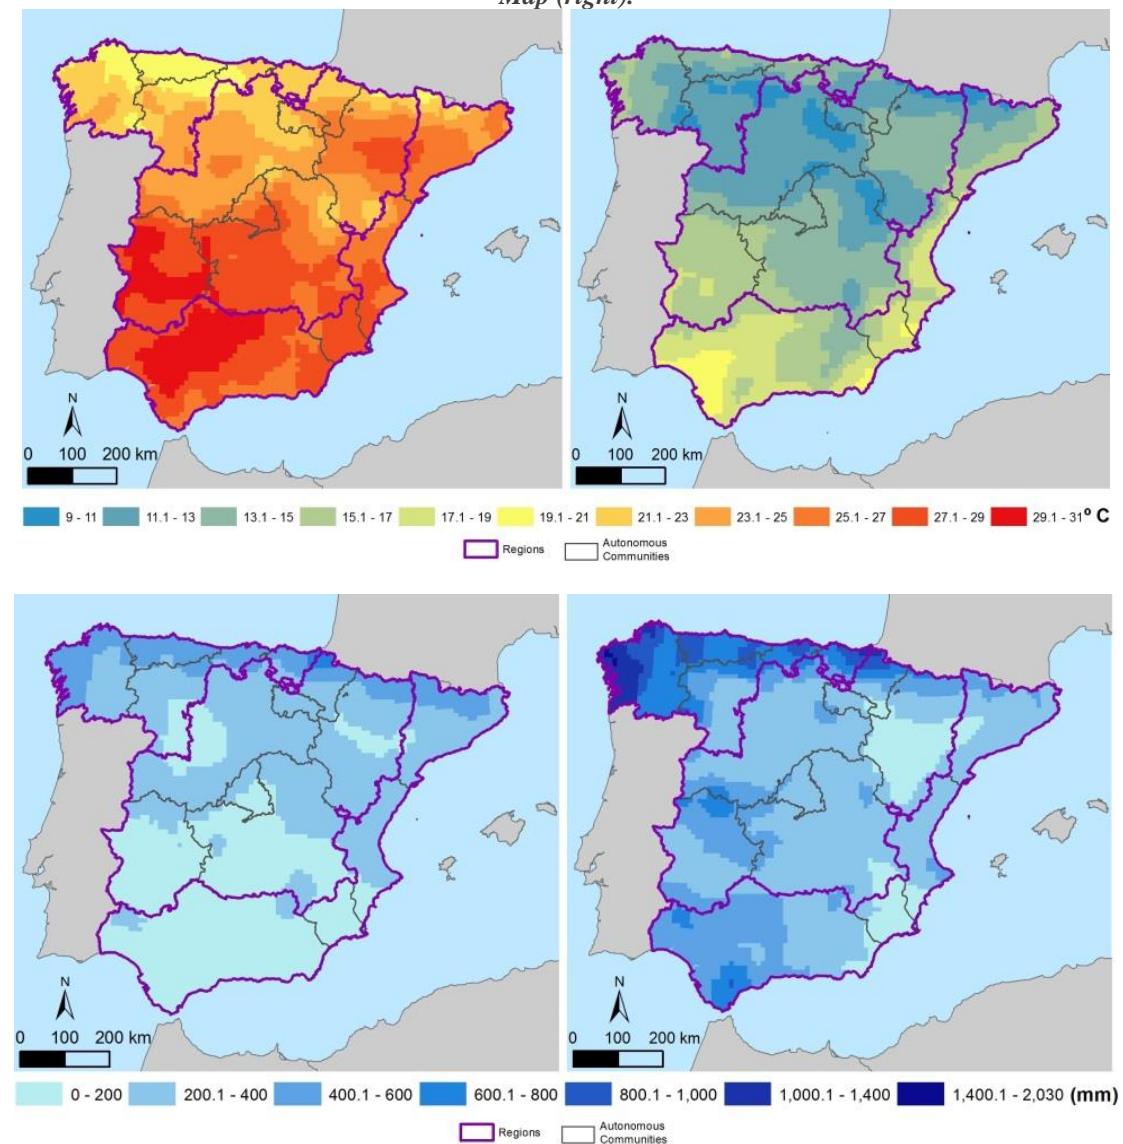 Map (right).
N
0 100 200 km
N
0 100 200 km
9 - 11 11.1 - 13 13.1 - 15 15.1 - 17 17.1 - 19 19.1 - 21 21.1 - 23 23.1 - 25 25.1 - 27 27.1 - 29 29.1 - 31º C
Regions Autonomous
Communities
N
0 100 200 km
N
0 100 200 km
0 - 200 200.1 - 400 400.1 - 600 600.1 - 800 800.1 - 1,000 1,000.1 - 1,400 1,400.1 - 2,030 (mm)
Regions Autonomous
Communities